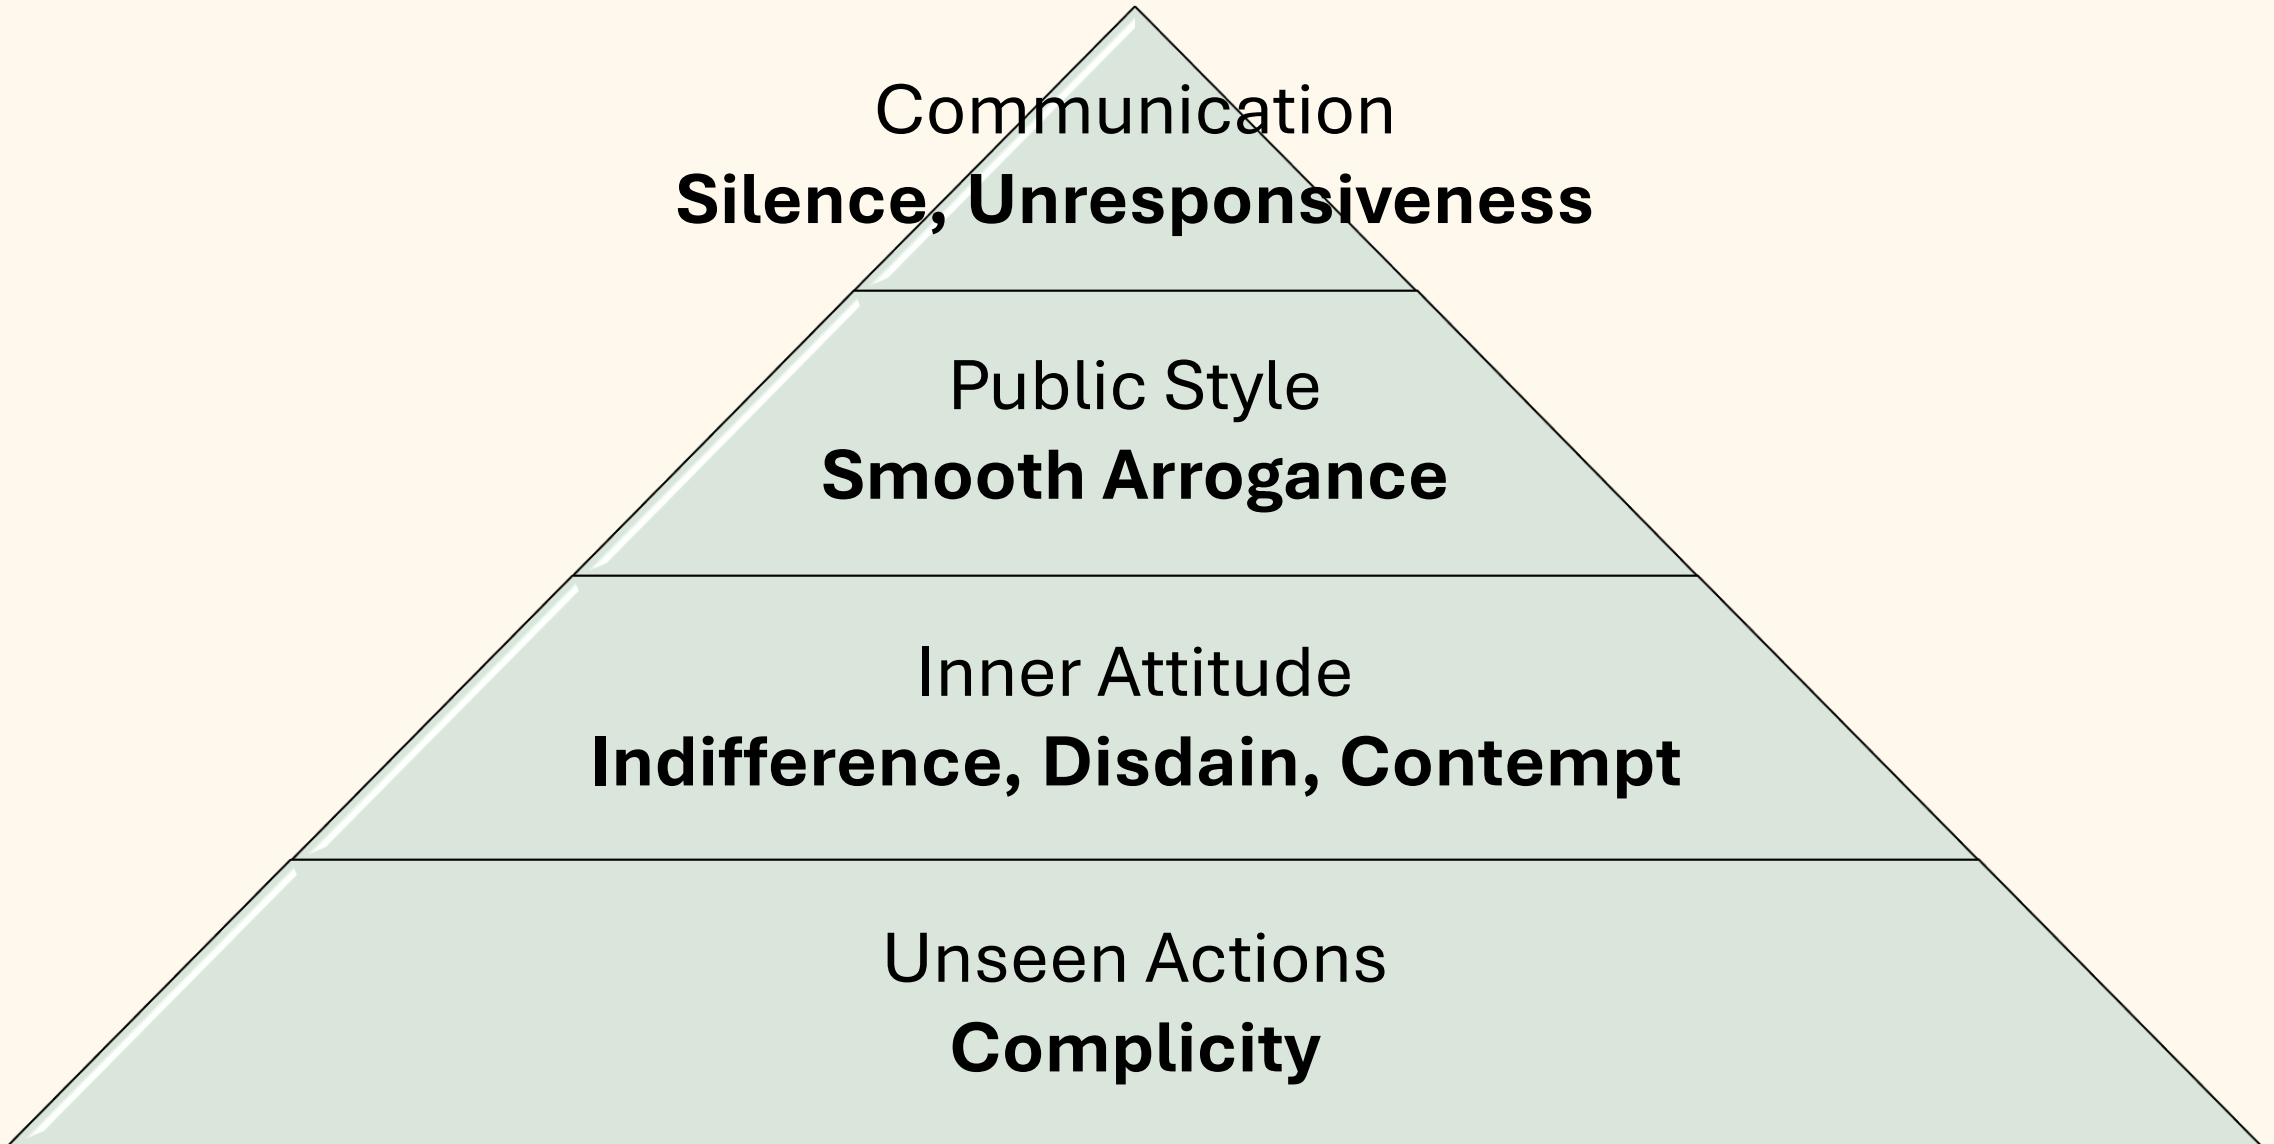 Communication
Silence, Unresponsiveness
Public Style
Smooth Arrogance
Inner Attitude
Indifference, Disdain, Contempt
Unseen Actions
Complicity